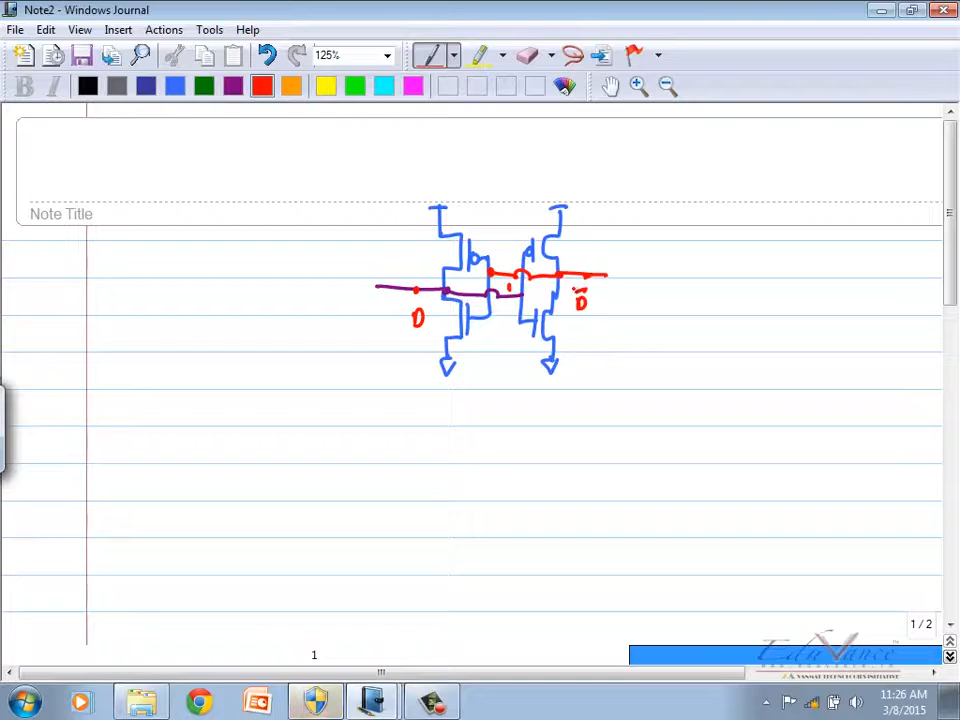 Note2 - Windows Journal
File Edit View Insert Actions Tools Help
125%
B I
Note Title
D
D̅
1 / 2
1
EduVance
11:26 AM
3/8/2015